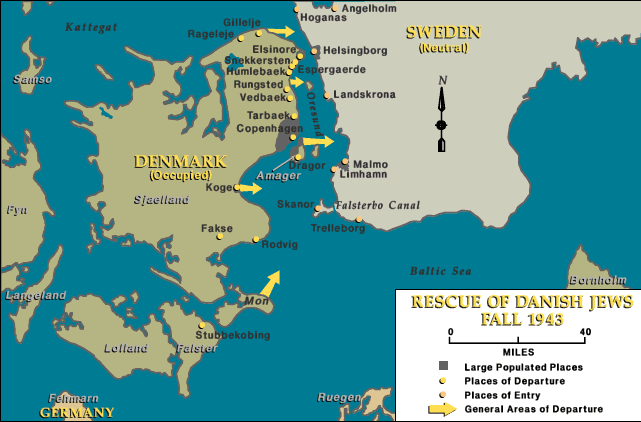 Angelholm
Hoganas
Gillelje
Kattegat
Rageleje
SWEDEN
(Neutral)
Elsinore
Helsingborg
Snekkersten
Espergaerde
Humlebaek
Samso
Rungsted
Vedbaek
Landskrona
N
Oresund
Tarbaek
Copenhagen
DENMARK
(Occupied)
Malmo
Dragor
Limhamn
Amager
Koge
Sjaelland
Skanor
Falsterbo Canal
Fyn
Fakse
Trelleborg
Rodvig
Baltic Sea
Bornholm
Langeland
Mon
Stubbekobing
Lolland
Falster
Fehmarn
GERMANY
Ruegen
RESCUE OF DANISH JEWS
FALL 1943
0 40
MILES
Large Populated Places
Places of Departure
Places of Entry
General Areas of Departure